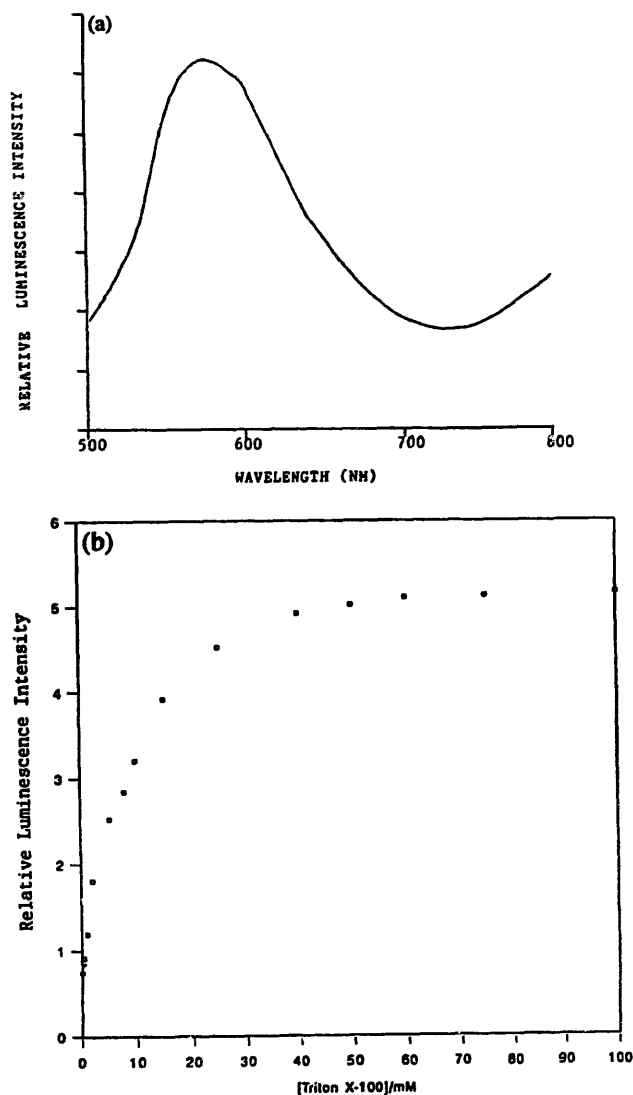 (a)
RELATIVE LUMINESCENCE INTENSITY
500 600 700 800
WAVELENGTH (NM)
(b)
Relative Luminescence Intensity
6
5
4
3
2
1
0
0 10 20 30 40 50 60 70 80 90 100
[Triton X-100]/mM